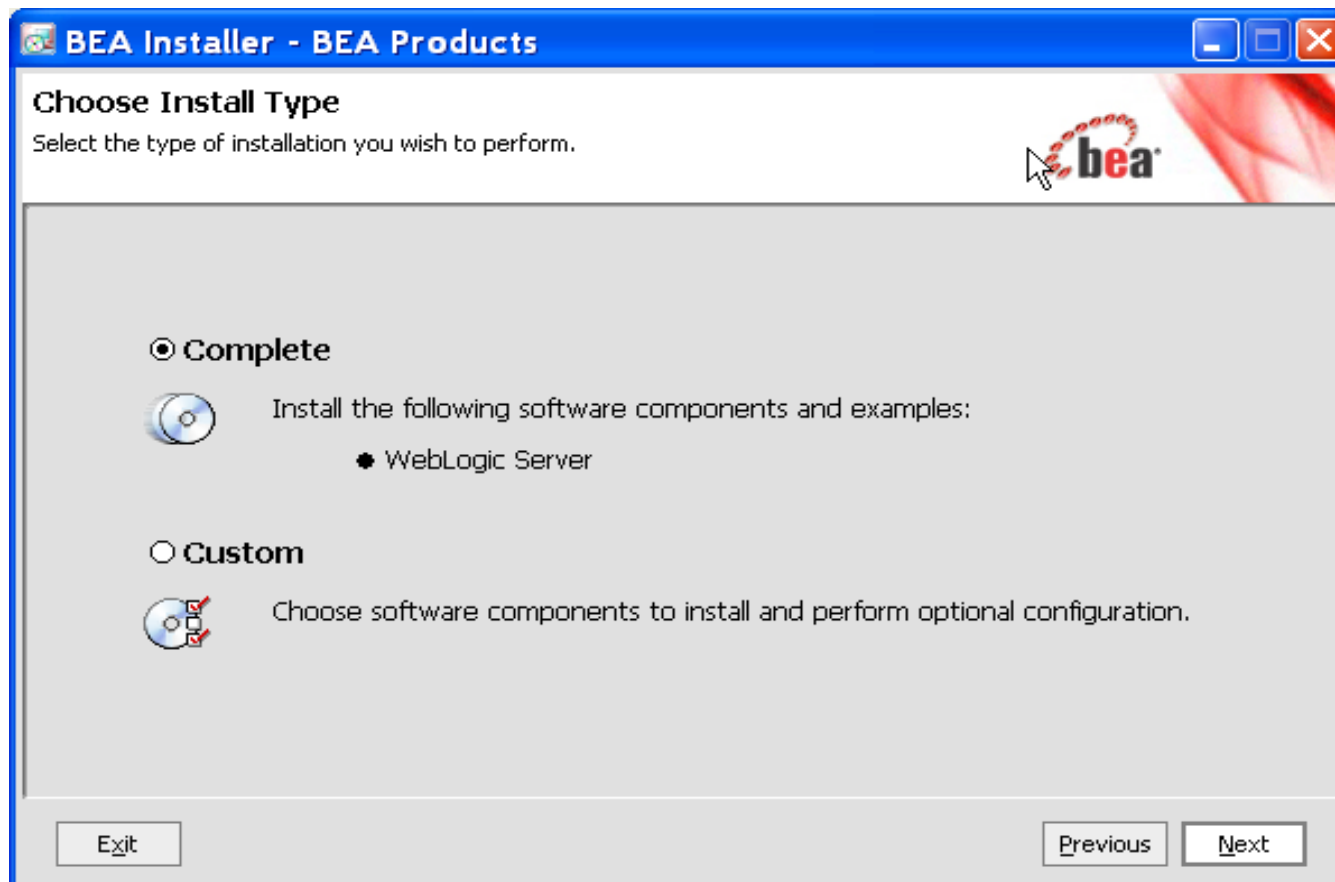 BEA Installer - BEA Products
Choose Install Type
Select the type of installation you wish to perform.
bea
Complete
Install the following software components and examples:
WebLogic Server
Custom
Choose software components to install and perform optional configuration.
Exit
Previous
Next